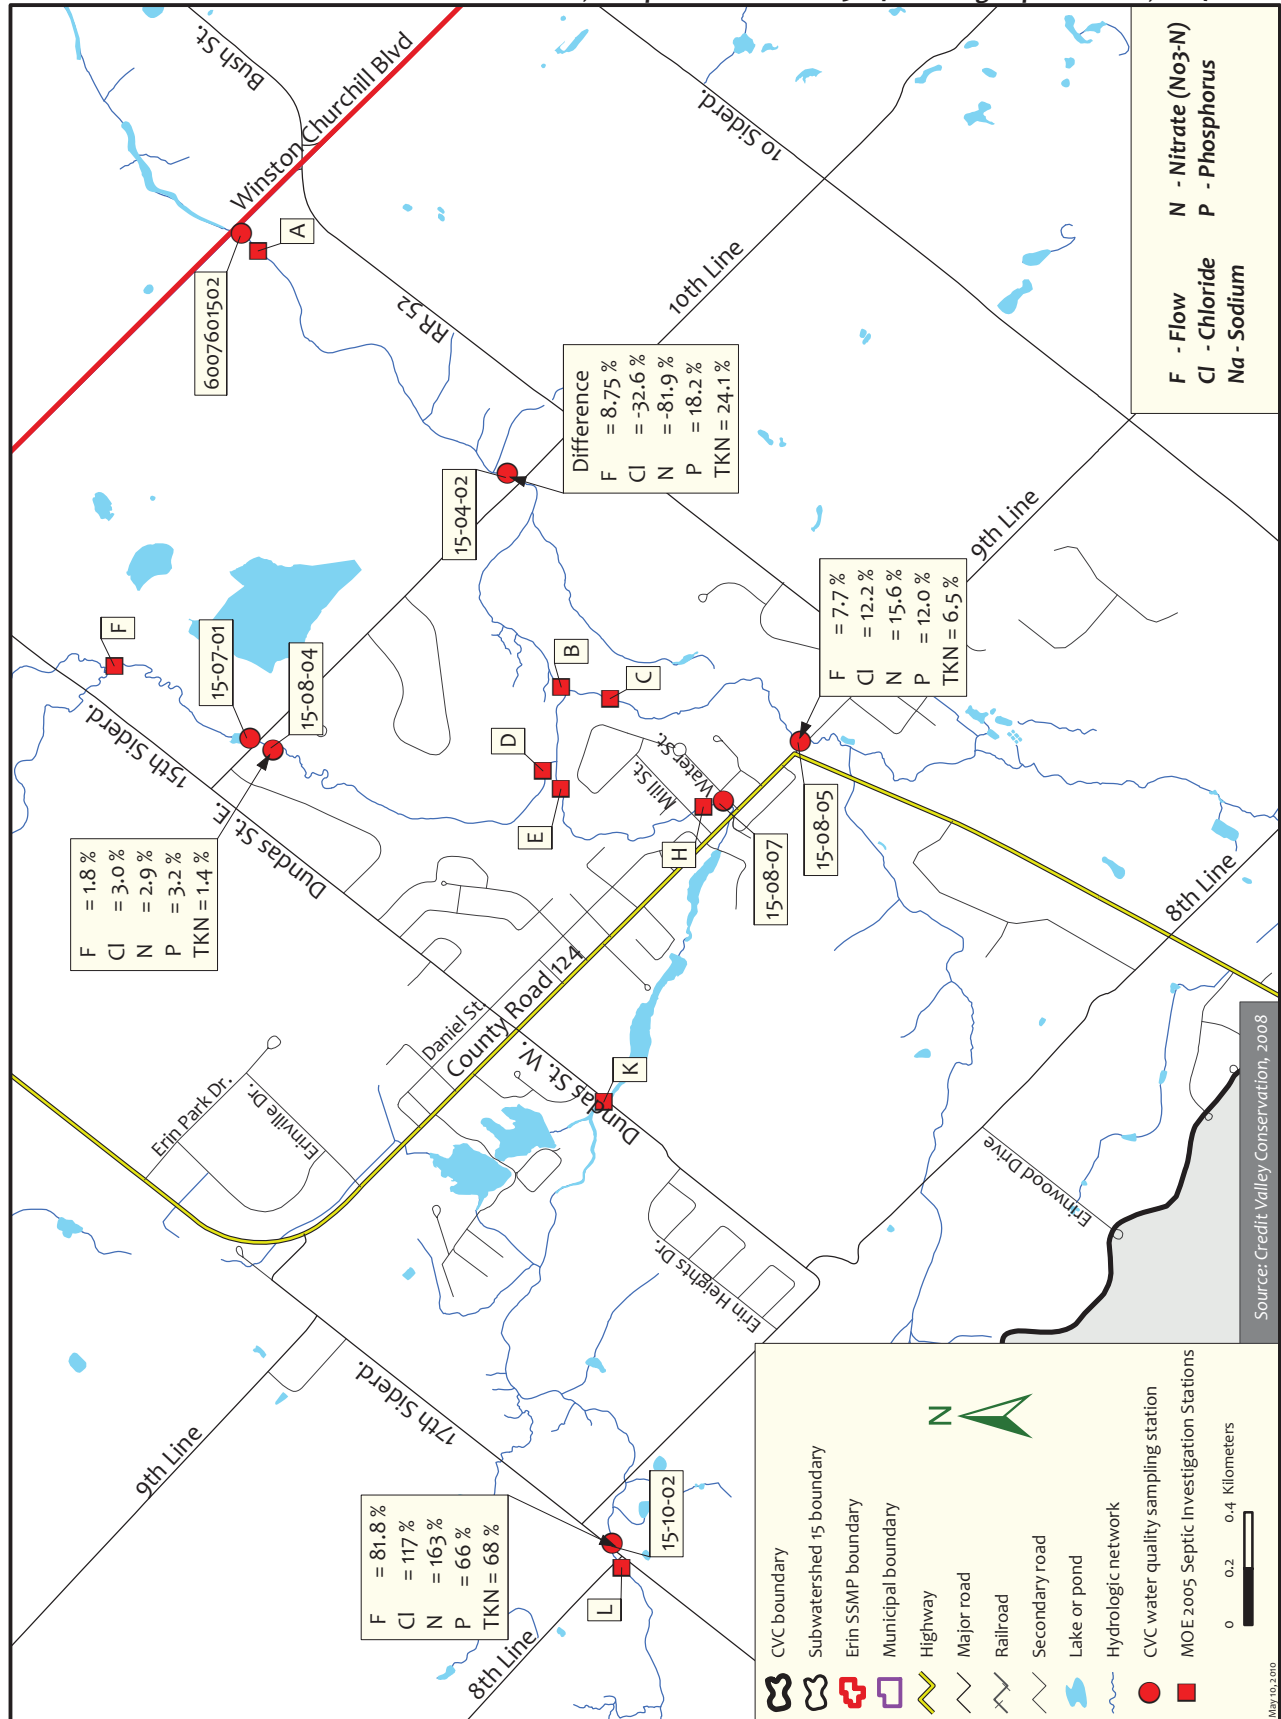 Bush St.
Winston Churchill Blvd
10 Siderd.
6007601502
A
RR 52
10th Line
Difference
F = 8.75 %
Cl = -32.6 %
N = -81.9 %
P = 18.2 %
TKN = 24.1 %
15-04-02
9th Line
F
15-07-01
15-08-04
15th Siderd.
Dundas St. E.
F = 1.8 %
Cl = 3.0 %
N = 2.9 %
P = 3.2 %
TKN = 1.4 %
B
C
D
E
Mill St.
Water St.
H
15-08-07
15-08-05
F = 7.7 %
Cl = 12.2 %
N = 15.6 %
P = 12.0 %
TKN = 6.5 %
8th Line
Daniel St.
County Road 124
Dundas St. W.
K
Erin Park Dr.
Erinville Dr.
Erinwood Drive
Erin Heights Dr.
17th Siderd.
9th Line
F = 81.8 %
Cl = 117 %
N = 163 %
P = 66 %
TKN = 68 %
15-10-02
L
8th Line
F - Flow
Cl - Chloride
Na - Sodium
N - Nitrate (No3-N)
P - Phosphorus
CVC boundary
Subwatershed 15 boundary
Erin SSMP boundary
Municipal boundary
Highway
Major road
Railroad
Secondary road
Lake or pond
Hydrologic network
CVC water quality sampling station
MOE 2005 Septic Investigation Stations
N
0 0.2 0.4 Kilometers
Source: Credit Valley Conservation, 2008
May 10, 2010